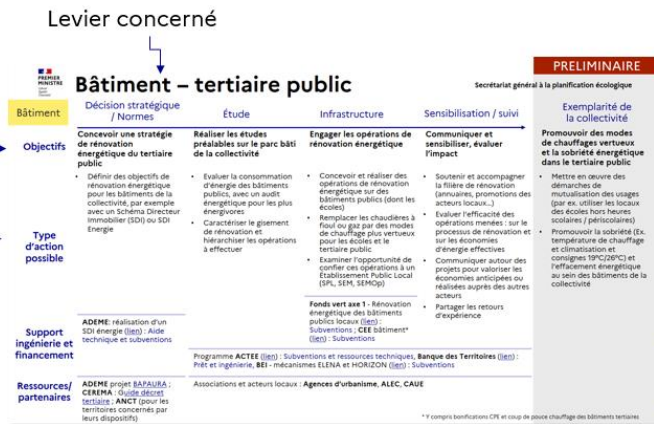 Levier concerné
PRELIMINAIRE
PREMIER
MINISTRE
Bâtiment – tertiaire public
Secrétariat général à la planification écologique
Bâtiment
Décision stratégique
/ Normes
Étude
Infrastructure
Sensibilisation / suivi
Exemplarité de
la collectivité
Objectifs
Concevoir une stratégie
de rénovation
énergétique du tertiaire
public
Réaliser les études
préalables sur le parc bâti
de la collectivité
Engager les opérations de
rénovation énergétique
Communiquer et
sensibiliser, évaluer
l'impact
Promouvoir des modes
de chauffages vertueux
et la sobriété énergétique
dans le tertiaire public
Type
d'action
possible
• Définir des objectifs de
rénovation énergétique
pour les bâtiments de la
collectivité, par exemple
avec un Schéma Directeur
Immobilier (SDI) ou SDI
Energie
• Evaluer la consommation
d'énergie des bâtiments
publics, avec un audit
énergétique pour les plus
énergivores
• Caractériser le gisement
de rénovation et
hiérarchiser les opérations
à effectuer
• Concevoir et réaliser des
opérations de rénovation
énergétique sur des
bâtiments publics (dont les
écoles)
• Remplacer les chaudières à
fioul ou gaz par des modes
de chauffage plus vertueux
pour les écoles et le
tertiaire public
• Examiner l'opportunité de
confier ces opérations à un
Établissement Public Local
(SPL, SEM, SEMOp)
• Soutenir et accompagner
la filière de rénovation
(annuaires, promotions des
acteurs locaux...)
• Evaluer l'efficacité des
opérations menées : sur le
processus de rénovation et
sur les économies
d'énergie effectives
• Communiquer autour des
projets pour valoriser les
économies anticipées ou
réalisées auprès des autres
acteurs
• Partager les retours
d'expérience
• Mettre en œuvre des
démarches de
mutualisation des usages
(par ex. utiliser les locaux
des écoles hors heures
scolaires / périscolaires)
• Promouvoir la sobriété (Ex.
température de chauffage
et climatisation et
consignes 19°C/26°C) et
l'effacement énergétique
au sein des bâtiments de la
collectivité
Support
ingénierie et
financement
ADEME: réalisation d'un
SDI énergie (lien) : Aide
technique et subventions
Fonds vert axe 1 - Rénovation
énergétique des bâtiments
publics locaux (lien) :
Subventions ; CEE bâtiment*
(lien) : Subventions
Programme ACTEE (lien) : Subventions et ressources techniques, Banque des Territoires (lien) :
Prêt et ingénierie, BEI - mécanismes ELENA et HORIZON (lien) : Subventions
Ressources/
partenaires
ADEME projet BAPAURA ;
CEREMA : Guide décret
tertiaire ; ANCT (pour les
territoires concernés par
leurs dispositifs)
Associations et acteurs locaux : Agences d'urbanisme, ALEC, CAUE
* Y compris bonifications CPE et coup de pouce chauffage des bâtiments tertiaires